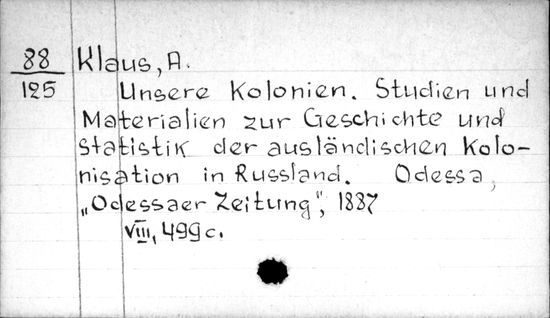 88
125
Klaus, A.
Unsere Kolonien. Studien und
Materialien zur Geschichte und
Statistik der ausländischen Kolo-
nisation in Russland. Odessa,
„Odessaer Zeitung", 1887
VIII, 499 c.